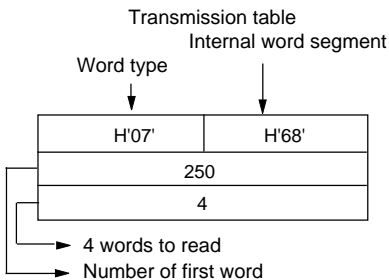 Transmission table
Internal word segment
Word type
H'07' H'68'
250
4
4 words to read
Number of first word